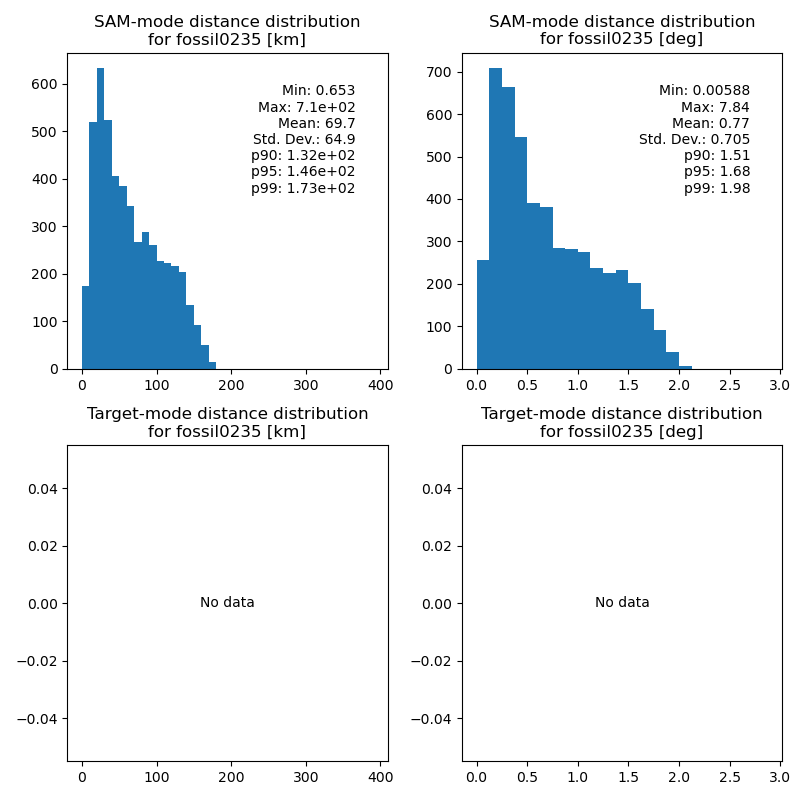 SAM-mode distance distribution
for fossil0235 [km]
600
500
400
300
200
100
0
Min: 0.653
Max: 7.1e+02
Mean: 69.7
Std. Dev.: 64.9
p90: 1.32e+02
p95: 1.46e+02
p99: 1.73e+02
0 100 200 300 400
SAM-mode distance distribution
for fossil0235 [deg]
700
600
500
400
300
200
100
0
Min: 0.00588
Max: 7.84
Mean: 0.77
Std. Dev.: 0.705
p90: 1.51
p95: 1.68
p99: 1.98
0.0 0.5 1.0 1.5 2.0 2.5 3.0
Target-mode distance distribution
for fossil0235 [km]
0.04
0.02
0.00
−0.02
−0.04
No data
0 100 200 300 400
Target-mode distance distribution
for fossil0235 [deg]
0.04
0.02
0.00
−0.02
−0.04
No data
0.0 0.5 1.0 1.5 2.0 2.5 3.0